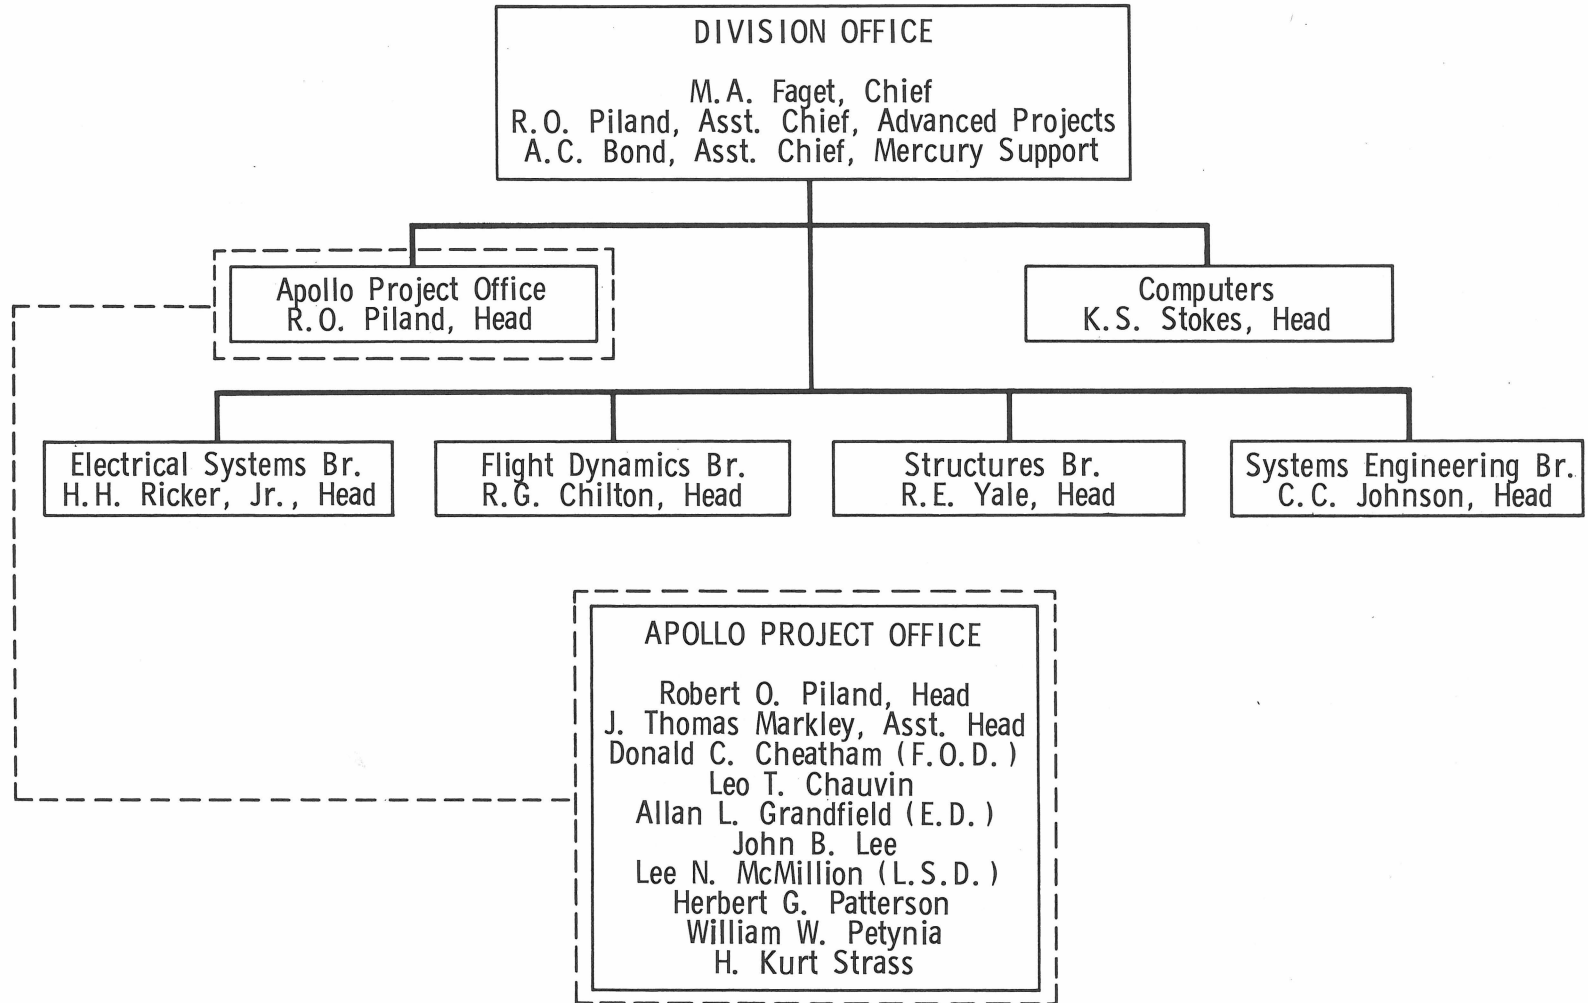 DIVISION OFFICE
M.A. Faget, Chief
R.O. Piland, Asst. Chief, Advanced Projects
A.C. Bond, Asst. Chief, Mercury Support
Apollo Project Office
R.O. Piland, Head
Computers
K.S. Stokes, Head
Electrical Systems Br.
H.H. Ricker, Jr., Head
Flight Dynamics Br.
R.G. Chilton, Head
Structures Br.
R.E. Yale, Head
Systems Engineering Br.
C.C. Johnson, Head
APOLLO PROJECT OFFICE
Robert O. Piland, Head
J. Thomas Markley, Asst. Head
Donald C. Cheatham (F.O.D.)
Leo T. Chauvin
Allan L. Grandfield (E.D.)
John B. Lee
Lee N. McMillion (L.S.D.)
Herbert G. Patterson
William W. Petynia
H. Kurt Strass